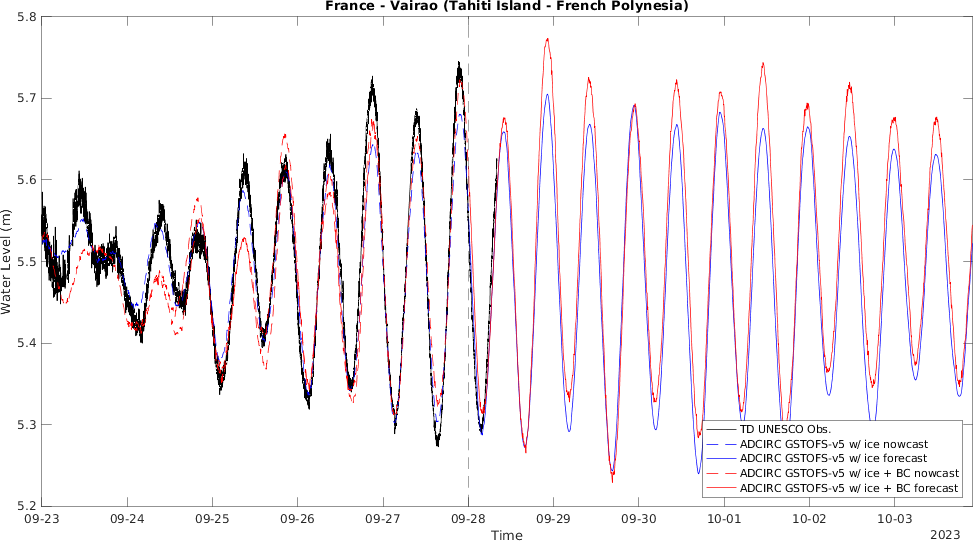 France - Vairao (Tahiti Island - French Polynesia)
5.8
5.7
5.6
5.5
5.4
5.3
5.2
Water Level (m)
TD UNESCO Obs.
ADCIRC GSTOFS-v5 w/ ice nowcast
ADCIRC GSTOFS-v5 w/ ice forecast
ADCIRC GSTOFS-v5 w/ ice + BC nowcast
ADCIRC GSTOFS-v5 w/ ice + BC forecast
09-23 09-24 09-25 09-26 09-27 09-28 09-29 09-30 10-01 10-02 10-03
Time
2023